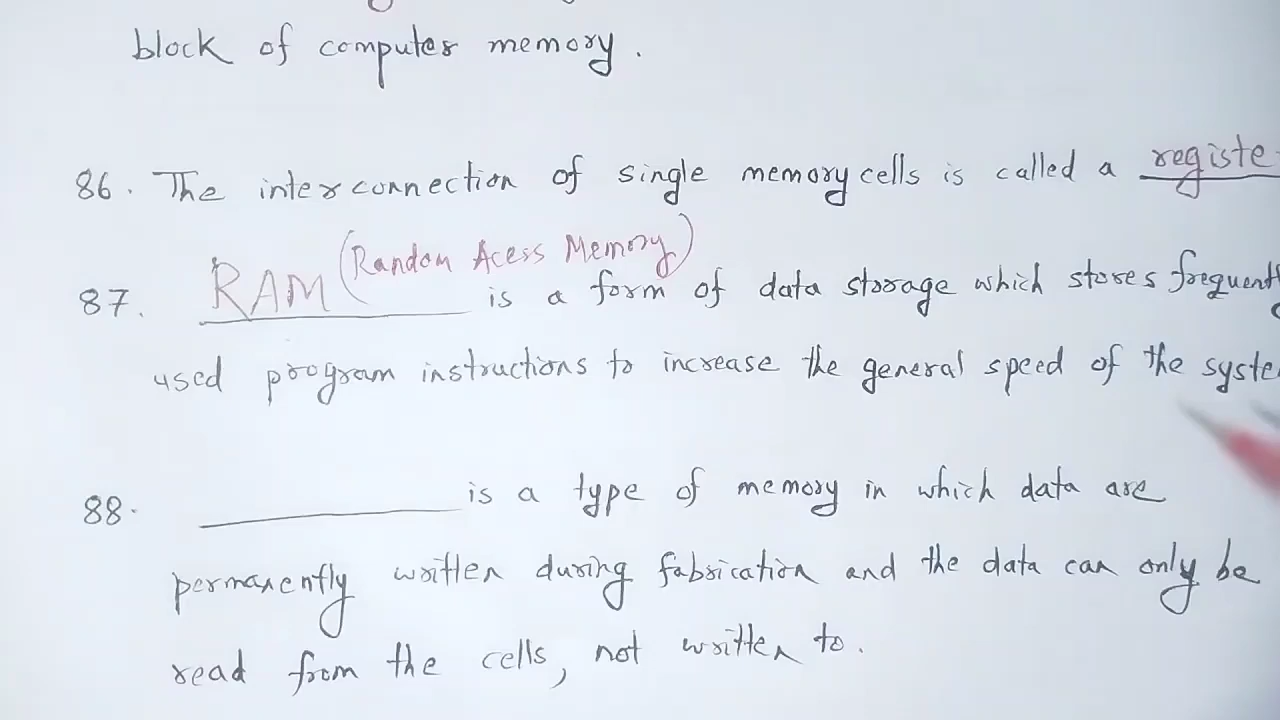 block of computer memory.
86. The interconnection of single memory cells is called a registe
87. RAM (Random Acess Memory) is a form of data storage which stores frequent
used program instructions to increase the general speed of the syste
88. is a type of memory in which data are
permanently written during fabrication and the data can only be
read from the cells, not written to.